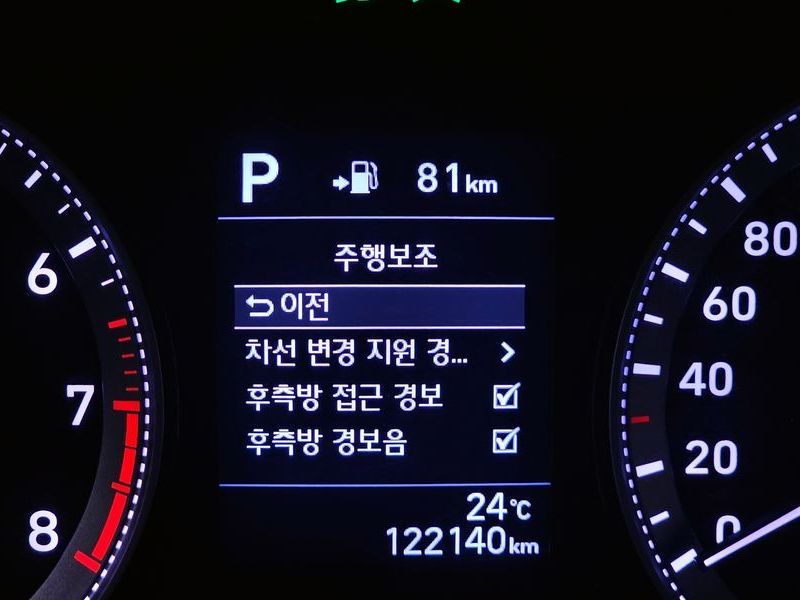 P 81km
주행보조
이전
차선 변경 지원 경...
후측방 접근 경보
후측방 경보음
24°C
122140km
6
7
8
80
60
40
20
0